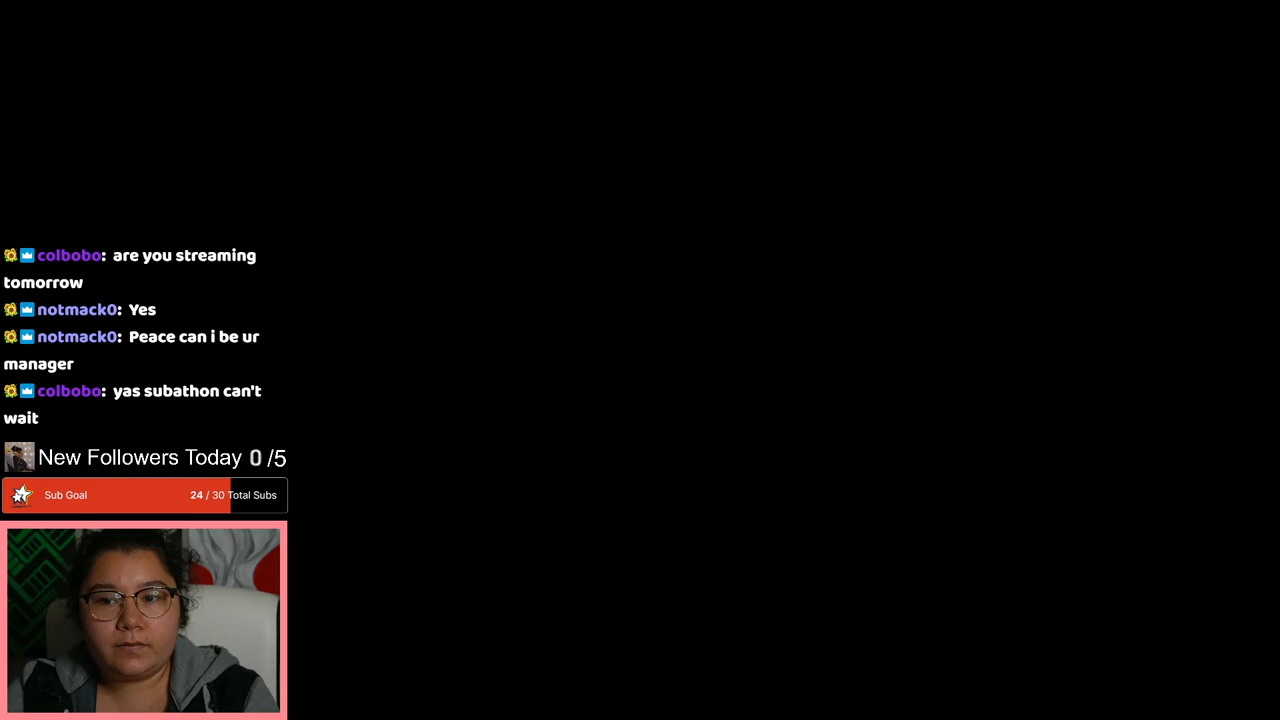 colbobo: are you streaming
tomorrow
notmack0: Yes
notmack0: Peace can i be ur
manager
colbobo: yas subathon can't
wait
New Followers Today 0 /5
Sub Goal 24 / 30 Total Subs